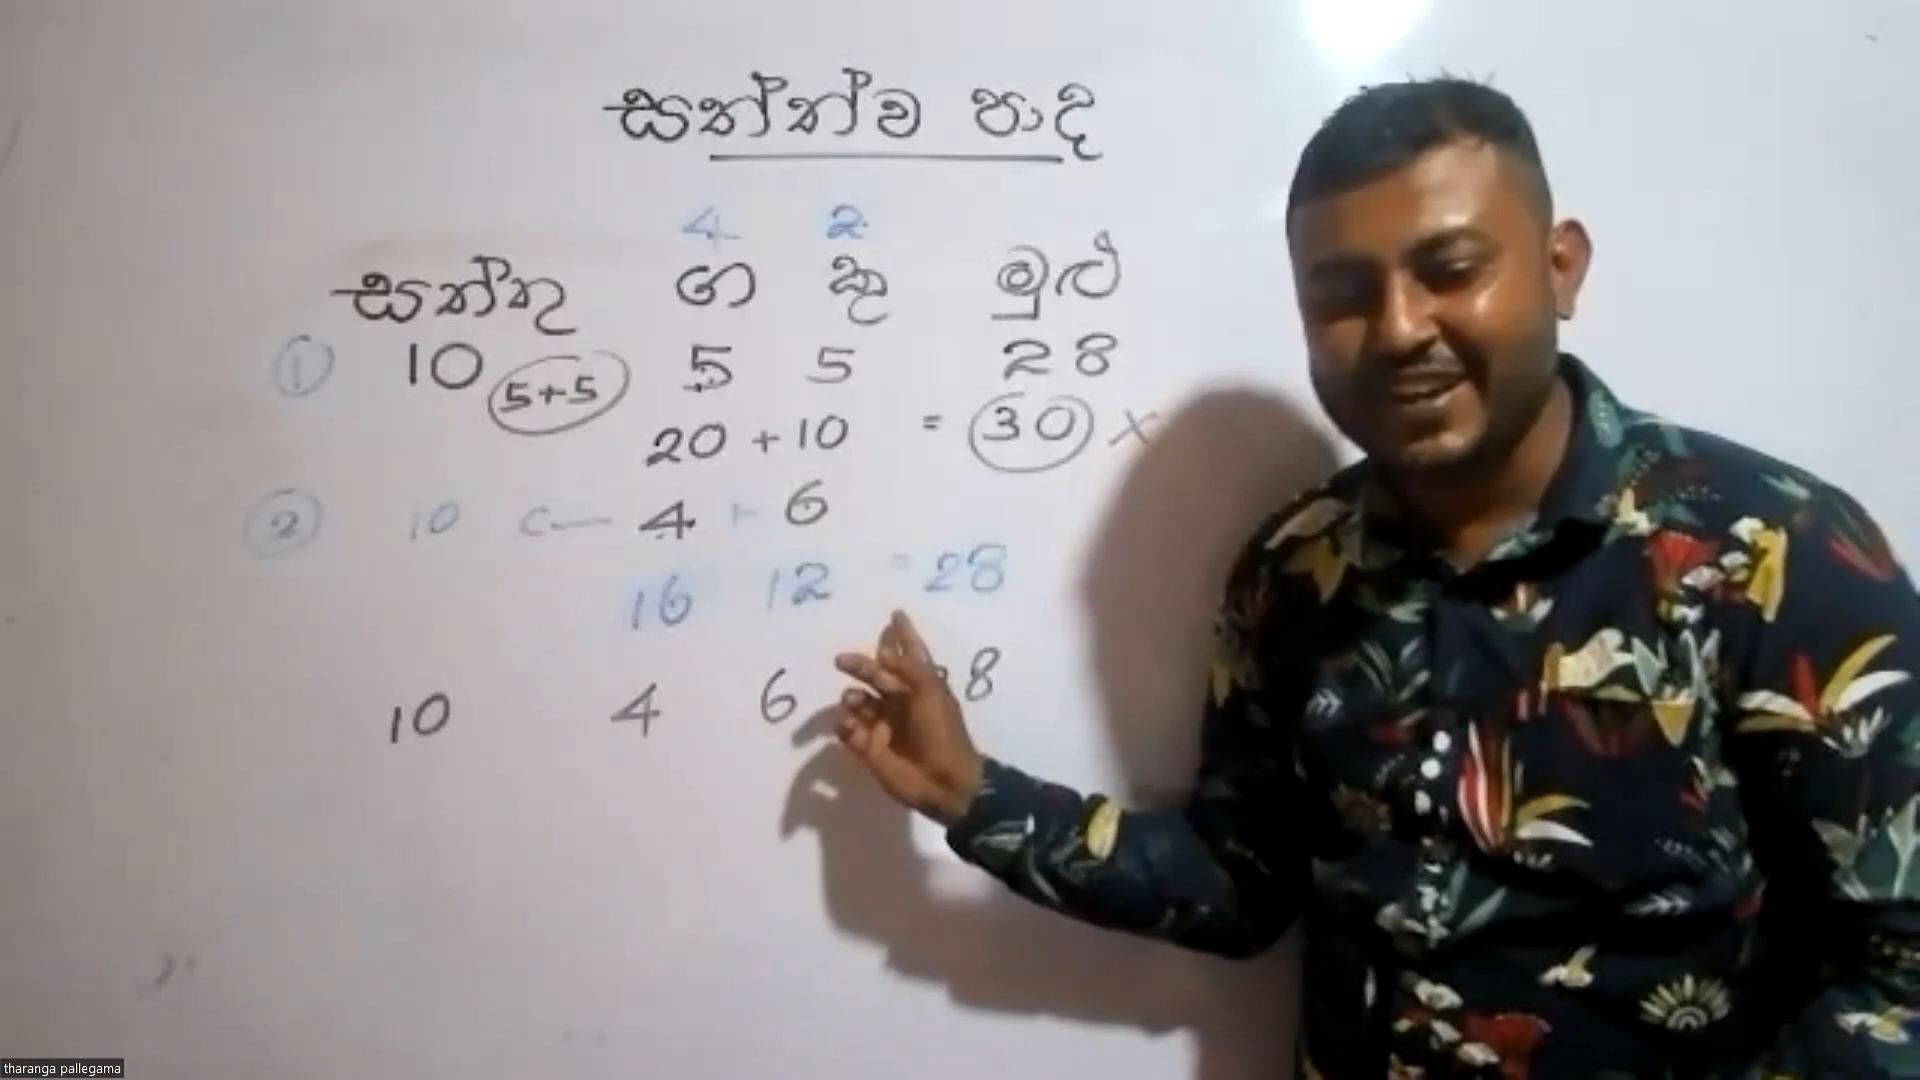 සත්ත්ව පාද
4 2
සත්තු ගා කු මුළු
① 10 5+5 5 5 28
20 + 10 = 30 ×
② 10 4 + 6
16 12 = 28
10 4 6 8
tharanga pallegama